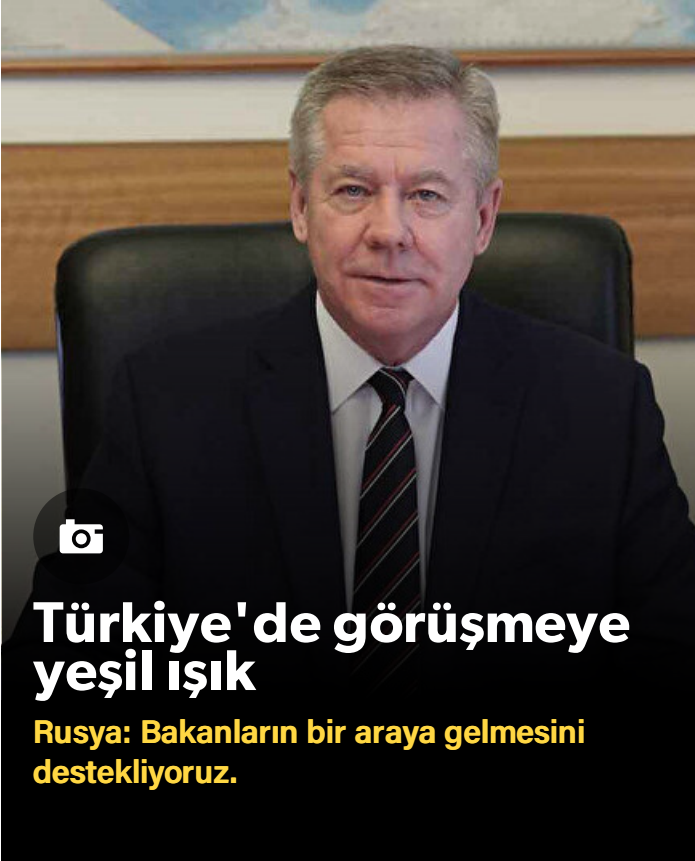 Türkiye'de görüşmeye
yeşil ışık
Rusya: Bakanların bir araya gelmesini
destekliyoruz.